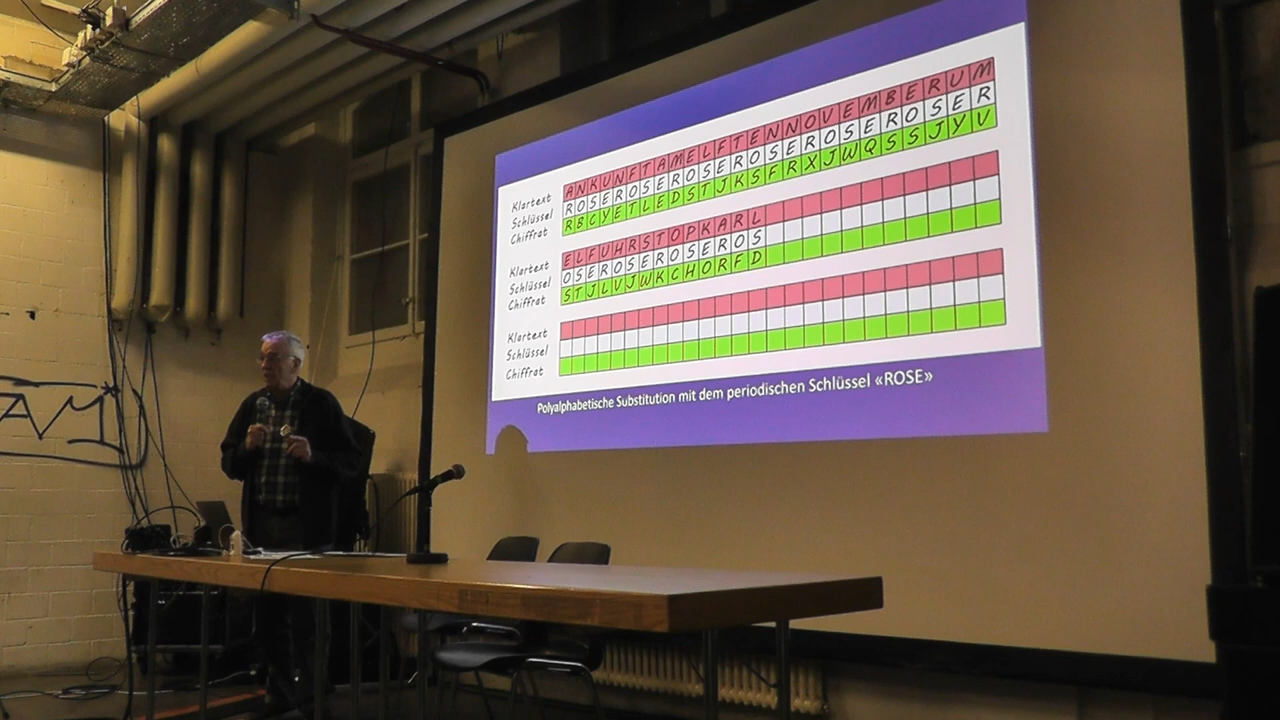 Klartext ANKUNFTAMELFTENNOVEMBERUM
Schlüssel ROSEROSEROSEROSEROSEROSER
Chiffrat RBCYETLEDSTJKSFRXJWQSSJYV
Klartext ELFUHRSTOPKARL
Schlüssel OSEROSEROSEROS
Chiffrat STJLVJWKCHORFD
Klartext
Schlüssel
Chiffrat
Polyalphabetische Substitution mit dem periodischen Schlüssel «ROSE»